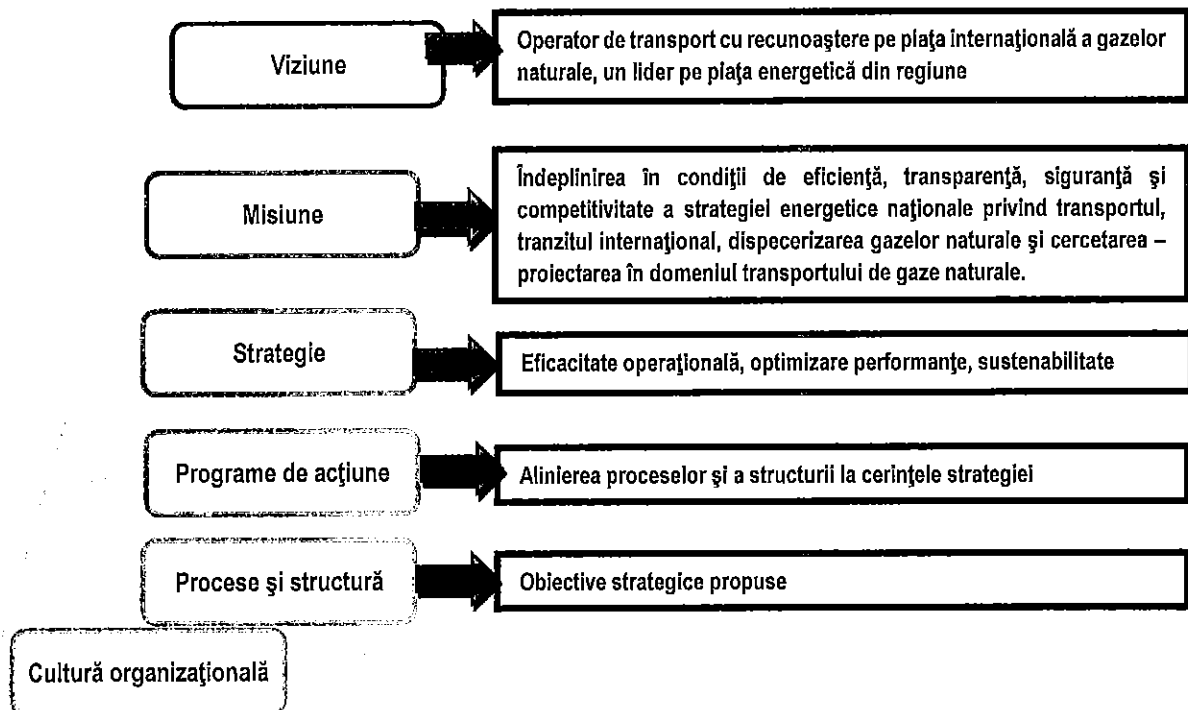 Viziune
Operator de transport cu recunoaştere pe piaţa internaţională a gazelor
naturale, un lider pe piaţa energetică din regiune
Misiune
Îndeplinirea în condiţii de eficienţă, transparenţă, siguranţă şi
competitivitate a strategiei energetice naţionale privind transportul,
tranzitul internaţional, dispecerizarea gazelor naturale şi cercetarea –
proiectarea în domeniul transportului de gaze naturale.
Strategie
Eficacitate operaţională, optimizare performanţe, sustenabilitate
Programe de acţiune
Alinierea proceselor şi a structurii la cerinţele strategiei
Procese şi structură
Obiective strategice propuse
Cultură organizaţională